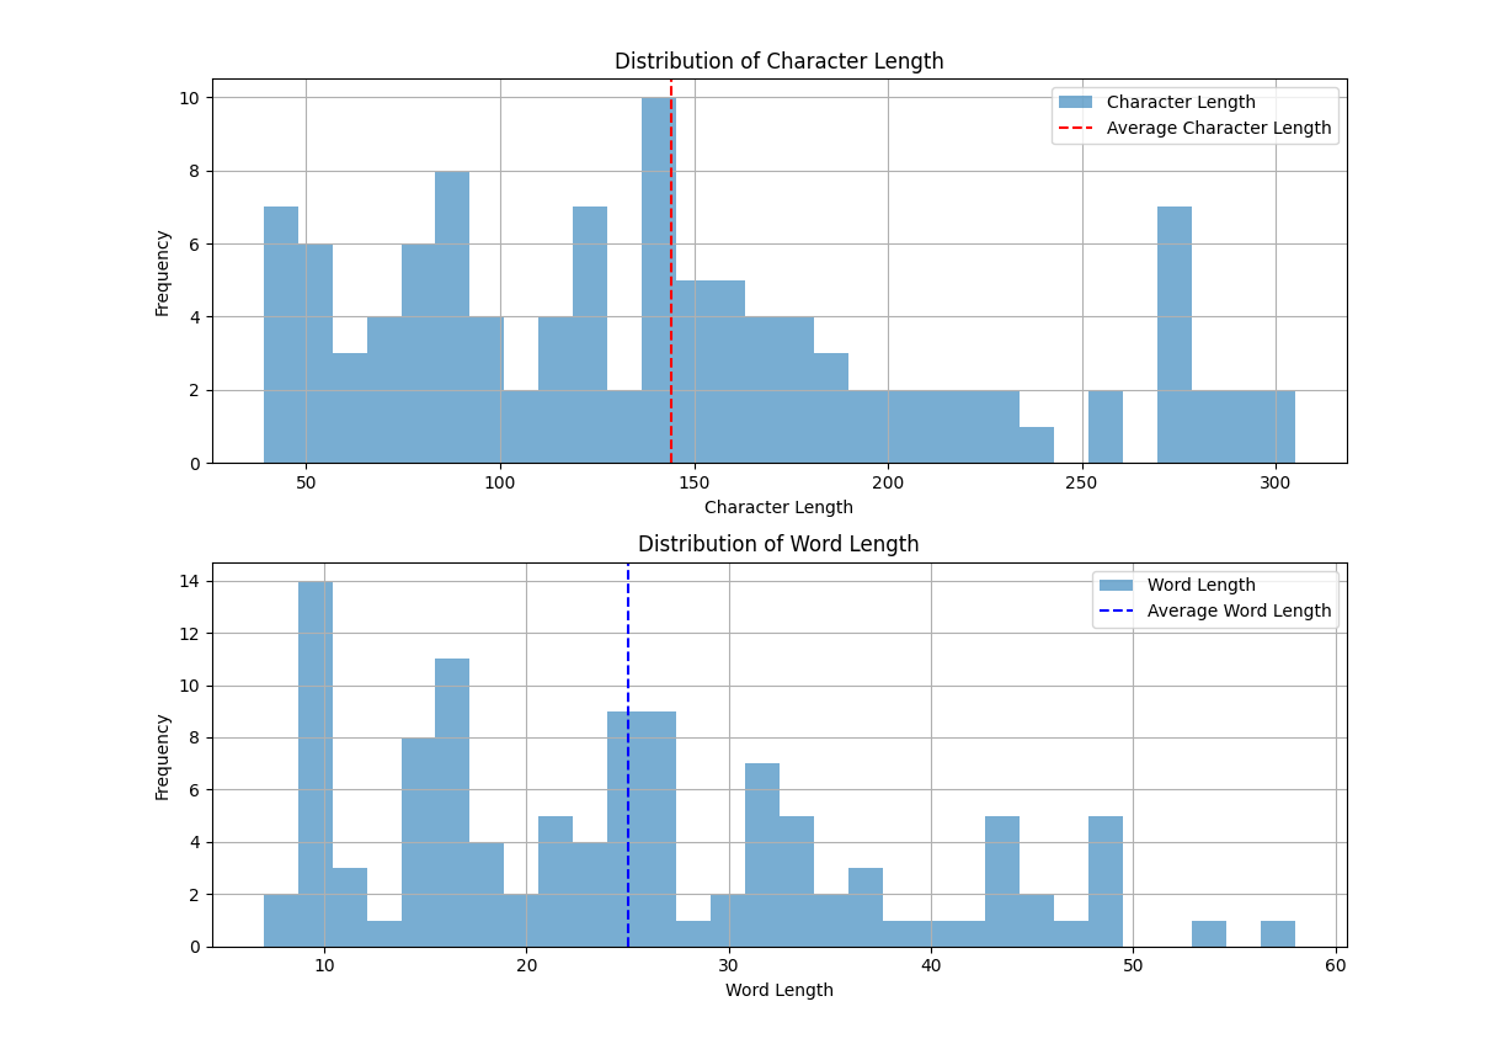 Distribution of Character Length
Character Length
Average Character Length
10
8
6
4
2
0
Frequency
50 100 150 200 250 300
Character Length
Distribution of Word Length
Word Length
Average Word Length
14
12
10
8
6
4
2
0
Frequency
10 20 30 40 50 60
Word Length